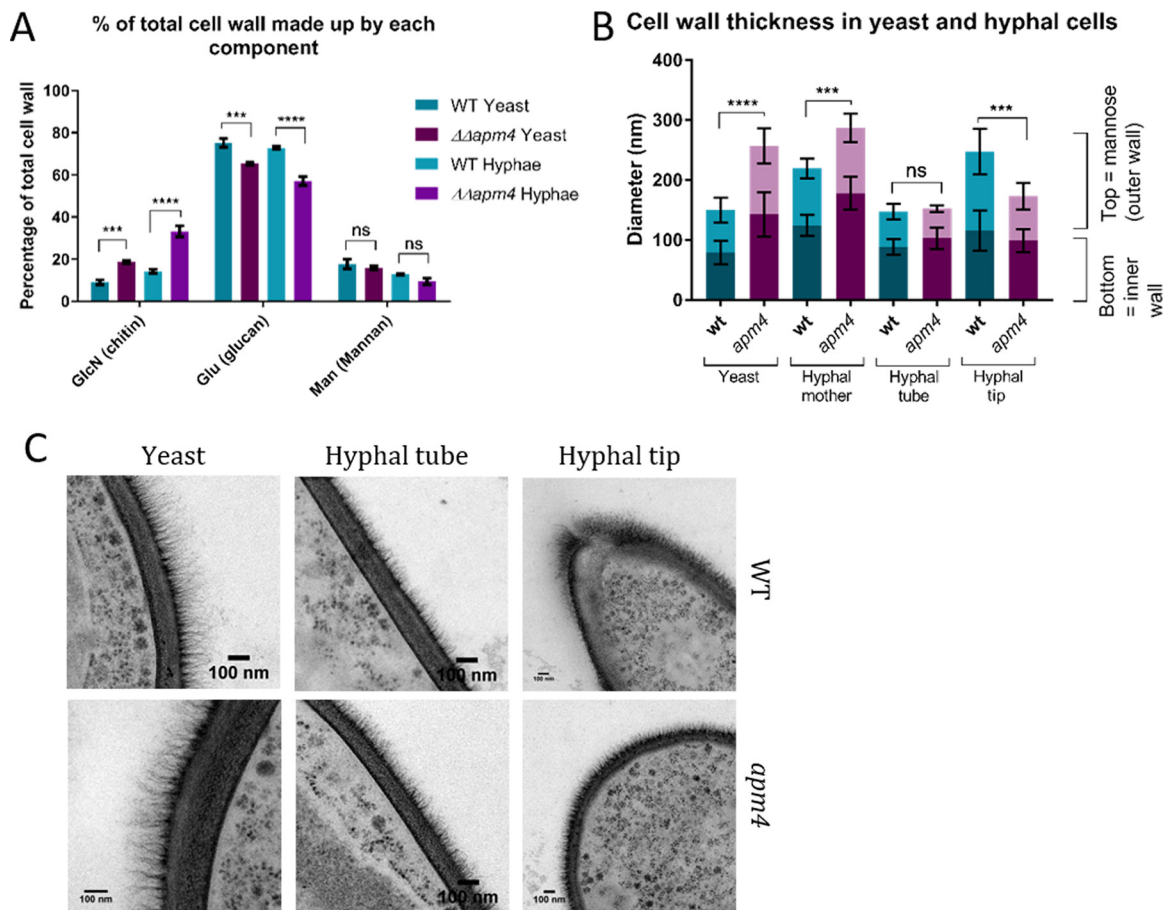 A
% of total cell wall made up by each
component
Percentage of total cell wall
100
80
60
40
20
0
***
****
***
****
ns
ns
WT Yeast
ΔΔapm4 Yeast
WT Hyphae
ΔΔapm4 Hyphae
GlcN (chitin)
Glu (glucan)
Man (Mannan)
B
Cell wall thickness in yeast and hyphal cells
Diameter (nm)
400
300
200
100
0
****
***
ns
***
wt
apm4
wt
apm4
wt
apm4
wt
apm4
Yeast
Hyphal
mother
Hyphal
tube
Hyphal
tip
Top = mannose
(outer wall)
Bottom
= inner
wall
C
Yeast
Hyphal tube
Hyphal tip
100 nm
100 nm
100 nm
WT
100 nm
100 nm
100 nm
apm4